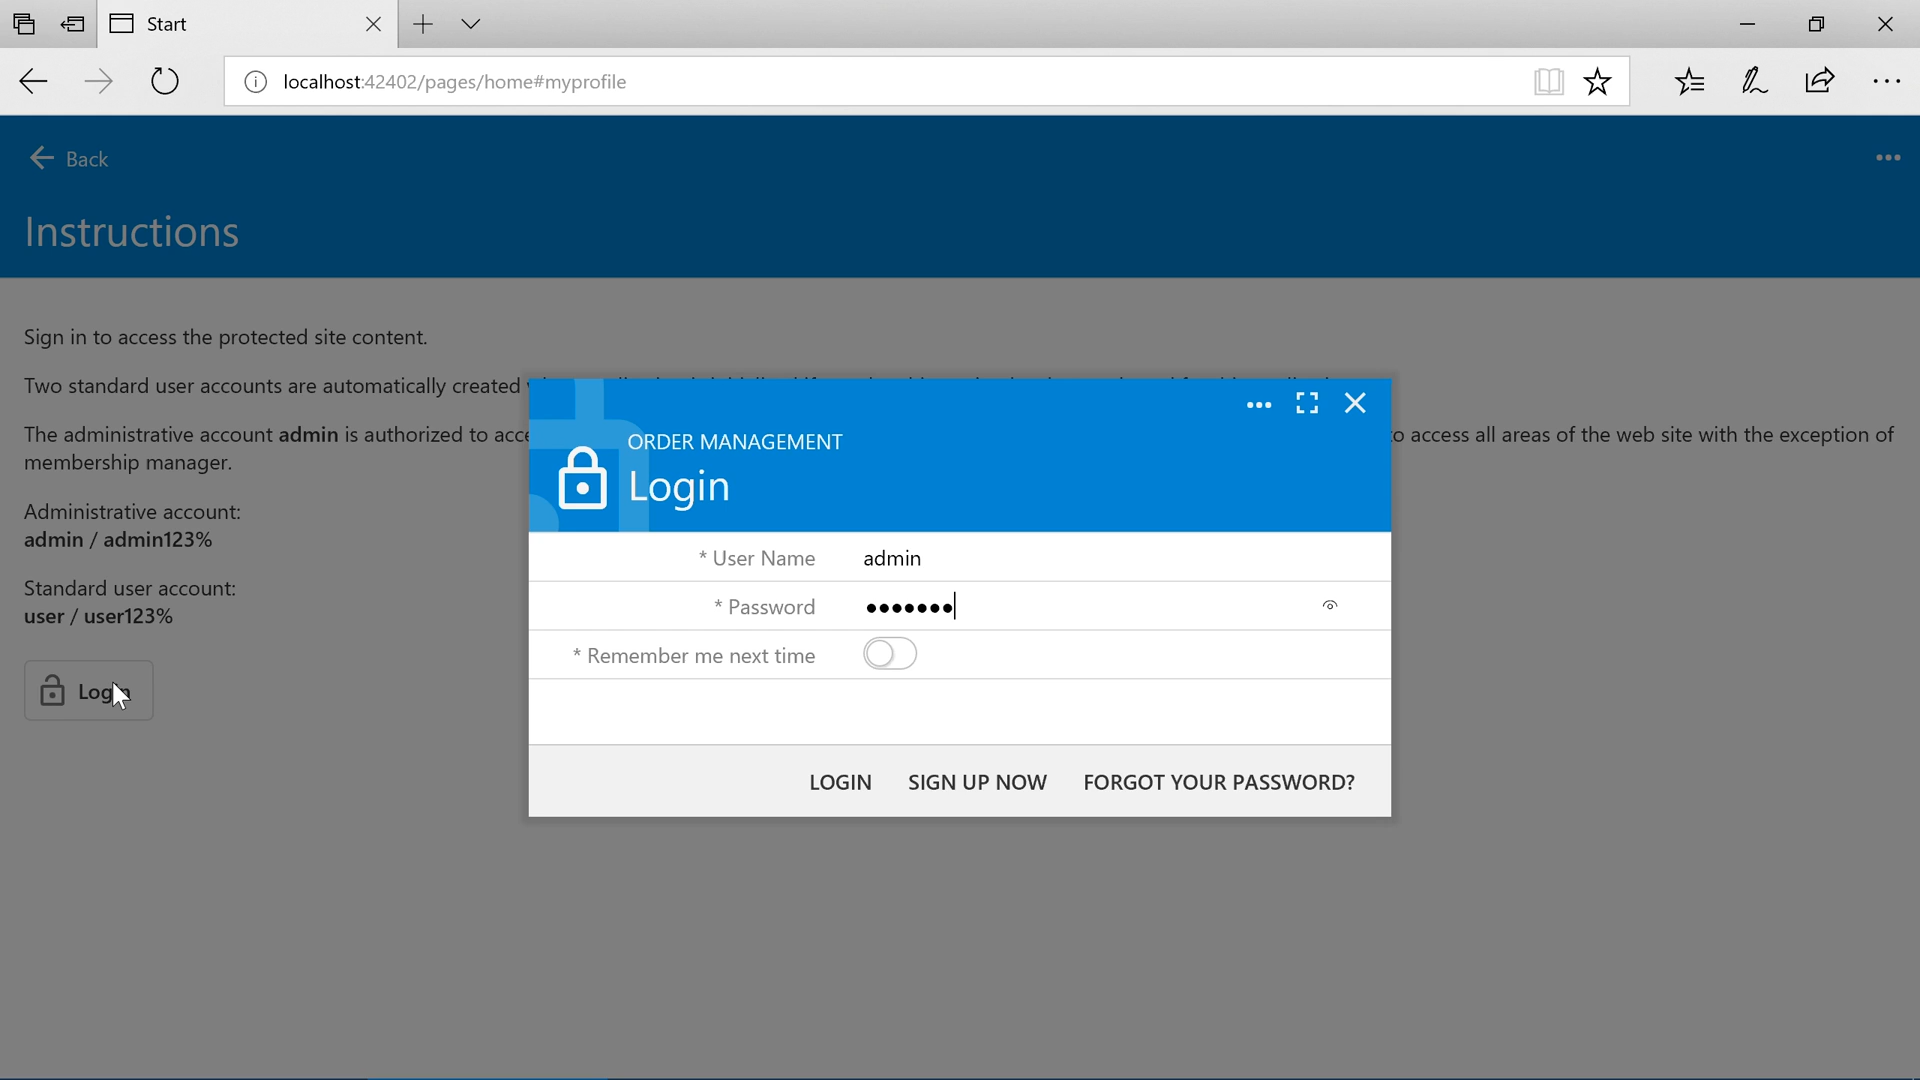 Start
localhost:42402/pages/home#myprofile
Back
Instructions
Sign in to access the protected site content.
Two standard user accounts are automatically created
The administrative account admin is authorized to
to access all areas of the web site with the exception of
membership manager.
Administrative account:
admin / admin123%
Standard user account:
user / user123%
Login
ORDER MANAGEMENT
Login
* User Name admin
* Password •••••••
* Remember me next time
LOGIN SIGN UP NOW FORGOT YOUR PASSWORD?